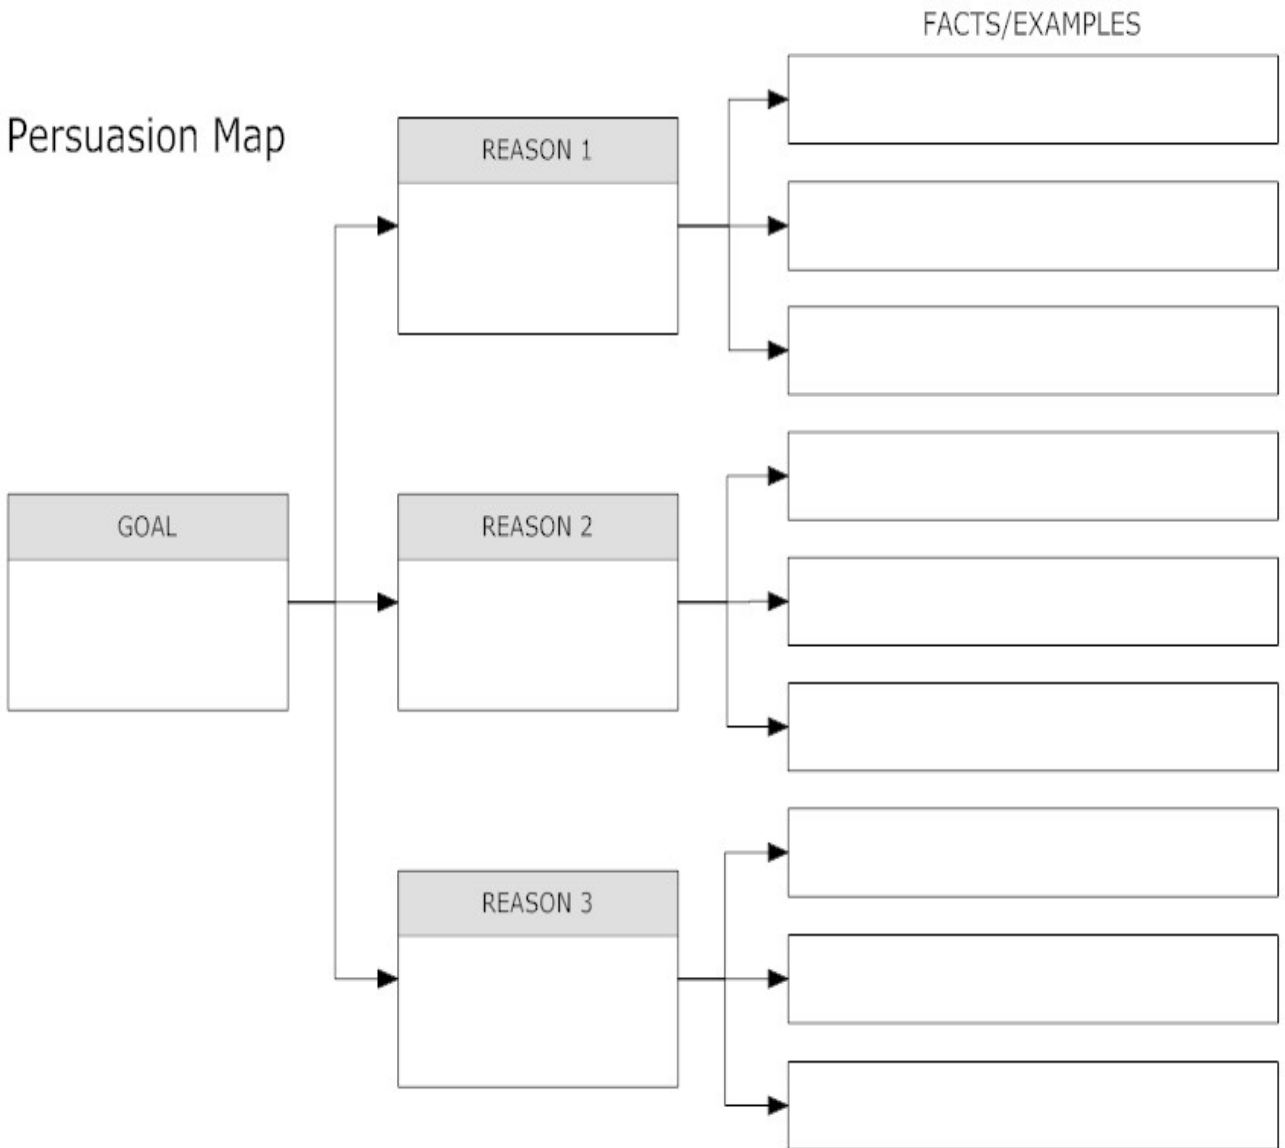 FACTS/EXAMPLES
Persuasion Map
REASON 1
GOAL
REASON 2
REASON 3